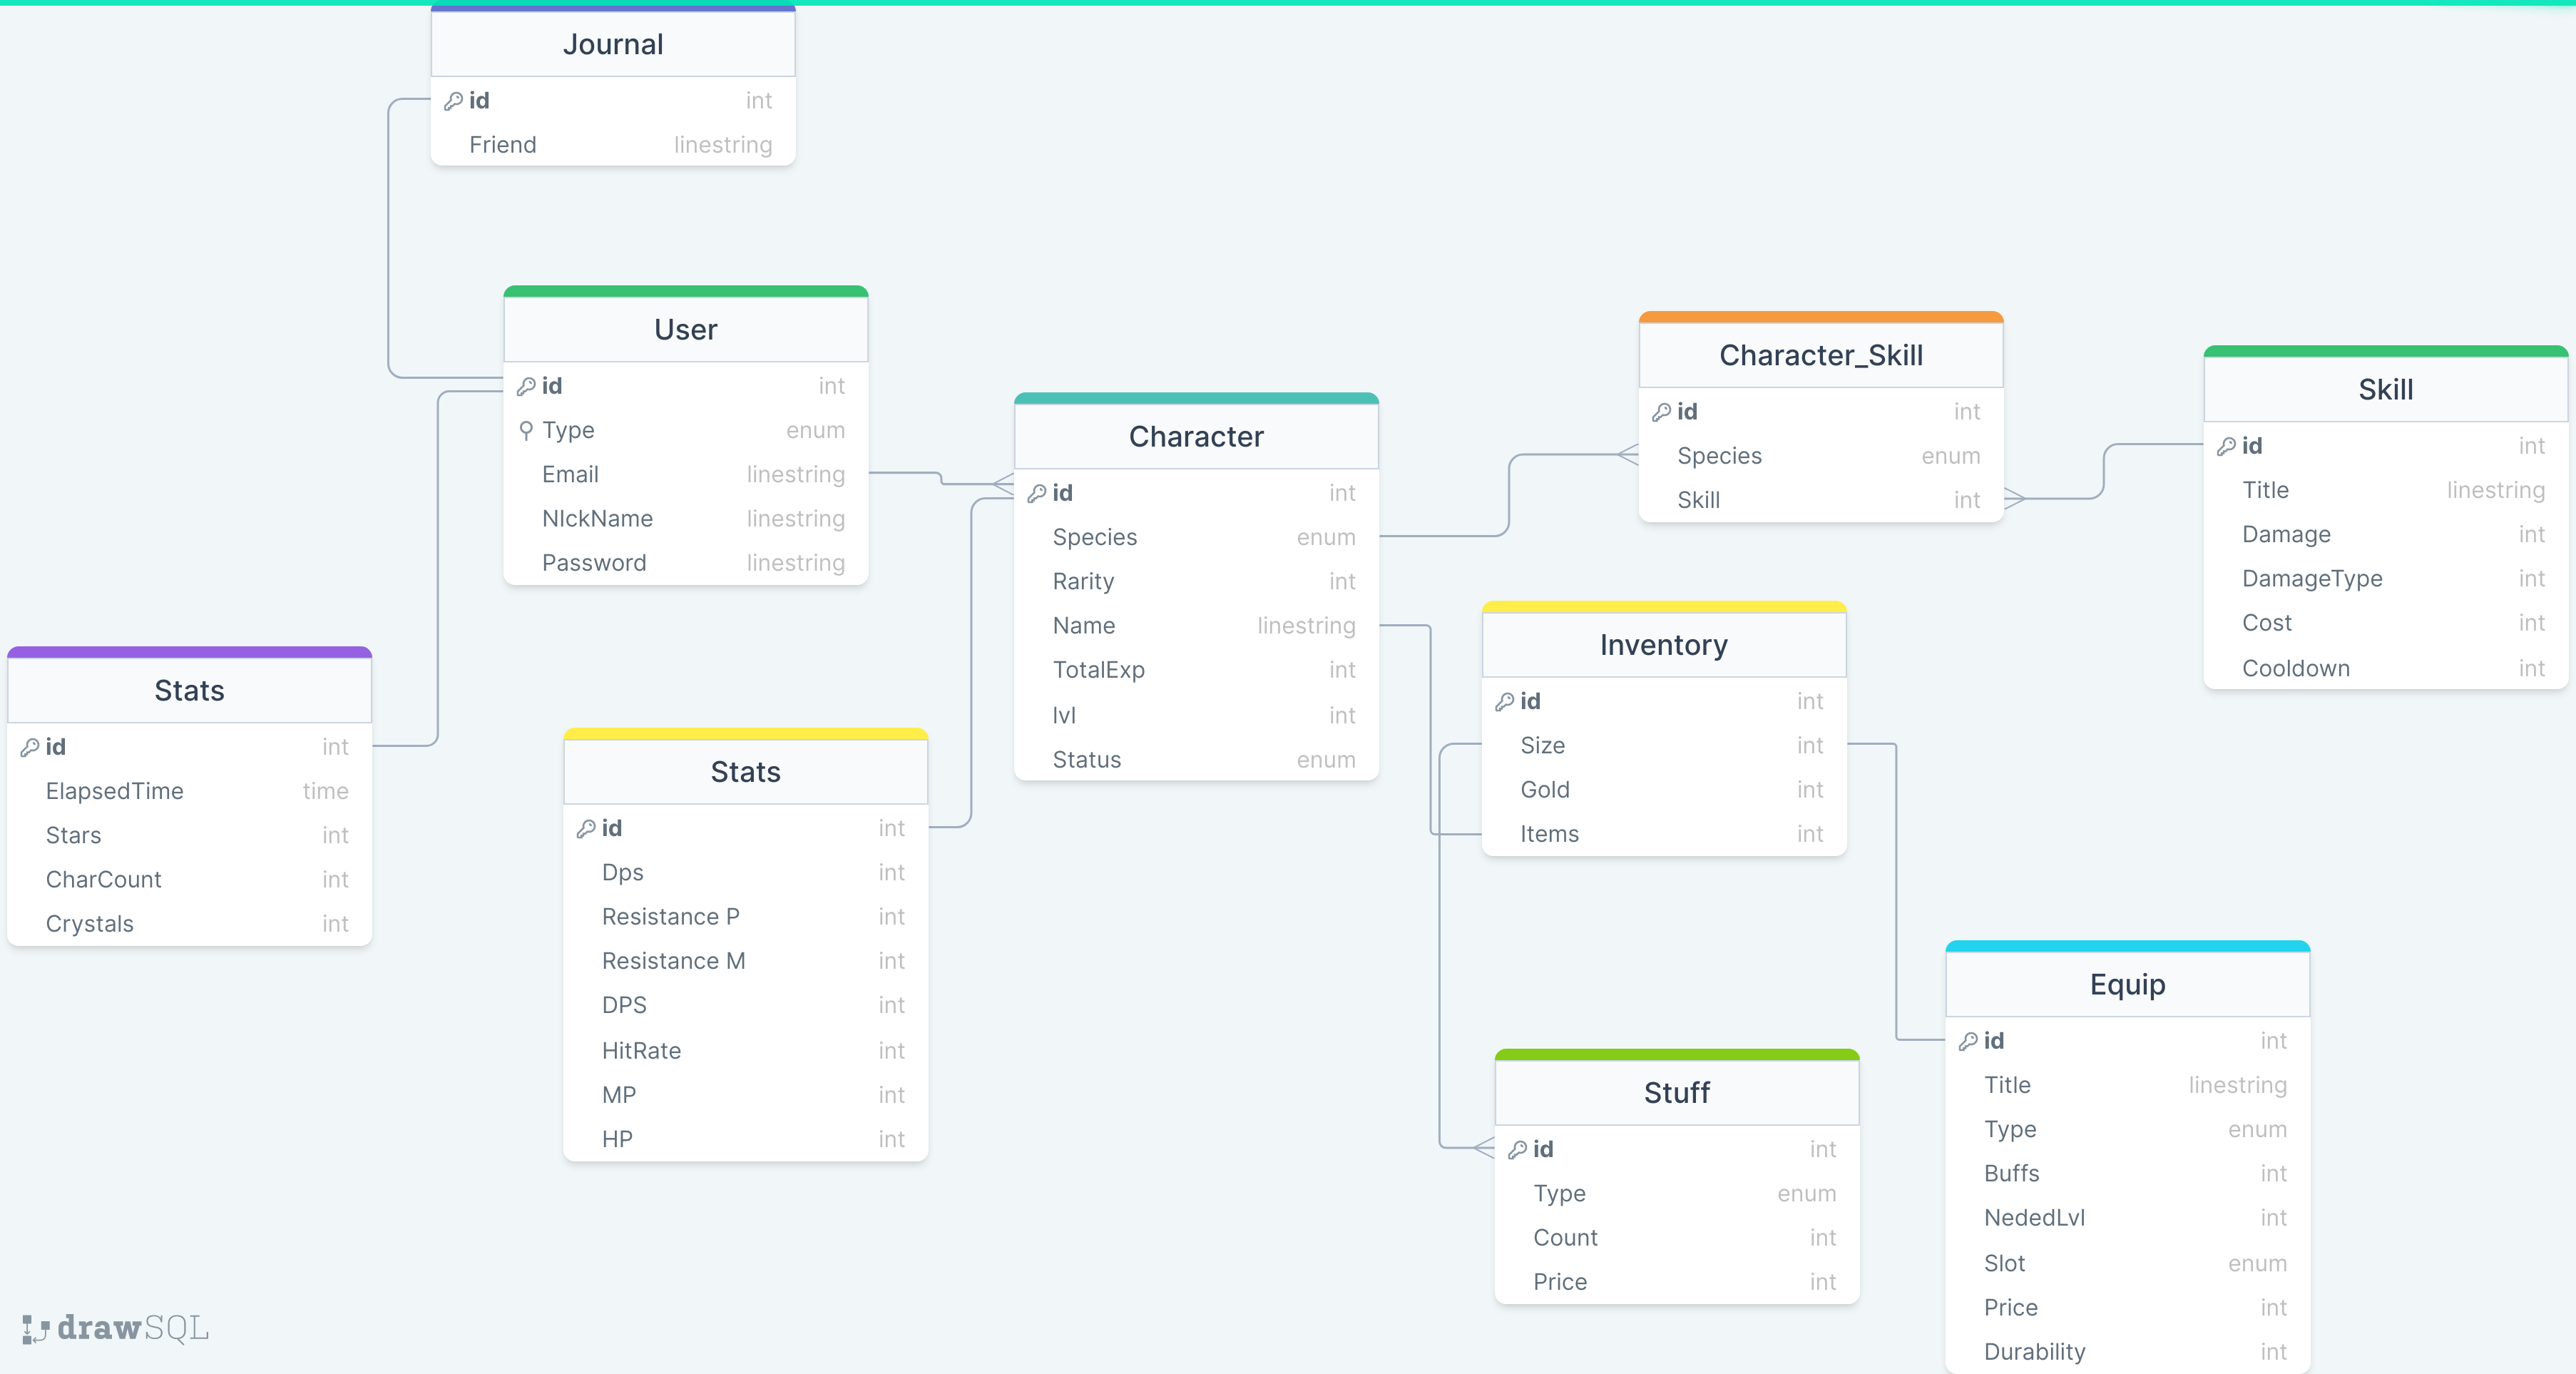 Journal
id int
Friend linestring
User
id int
Type enum
Email linestring
NIckName linestring
Password linestring
Stats
id int
ElapsedTime time
Stars int
CharCount int
Crystals int
Stats
id int
Dps int
Resistance P int
Resistance M int
DPS int
HitRate int
MP int
HP int
Character
id int
Species enum
Rarity int
Name linestring
TotalExp int
lvl int
Status enum
Character_Skill
id int
Species enum
Skill int
Skill
id int
Title linestring
Damage int
DamageType int
Cost int
Cooldown int
Inventory
id int
Size int
Gold int
Items int
Stuff
id int
Type enum
Count int
Price int
Equip
id int
Title linestring
Type enum
Buffs int
NededLvl int
Slot enum
Price int
Durability int
drawSQL